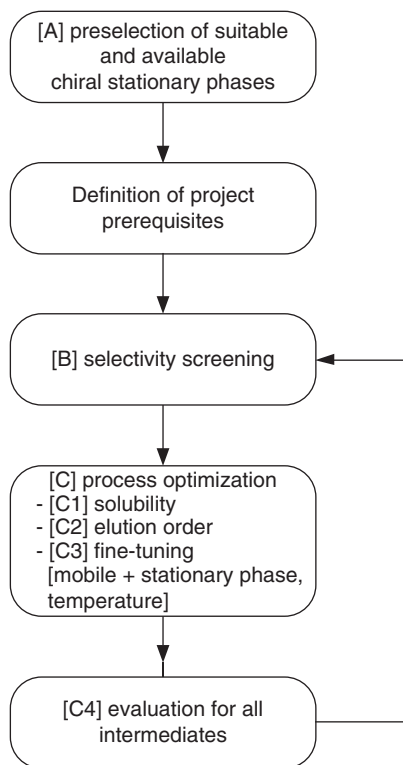 [A] preselection of suitable
and available
chiral stationary phases
Definition of project
prerequisites
[B] selectivity screening
[C] process optimization
- [C1] solubility
- [C2] elution order
- [C3] fine-tuning
[mobile + stationary phase,
temperature]
[C4] evaluation for all
intermediates